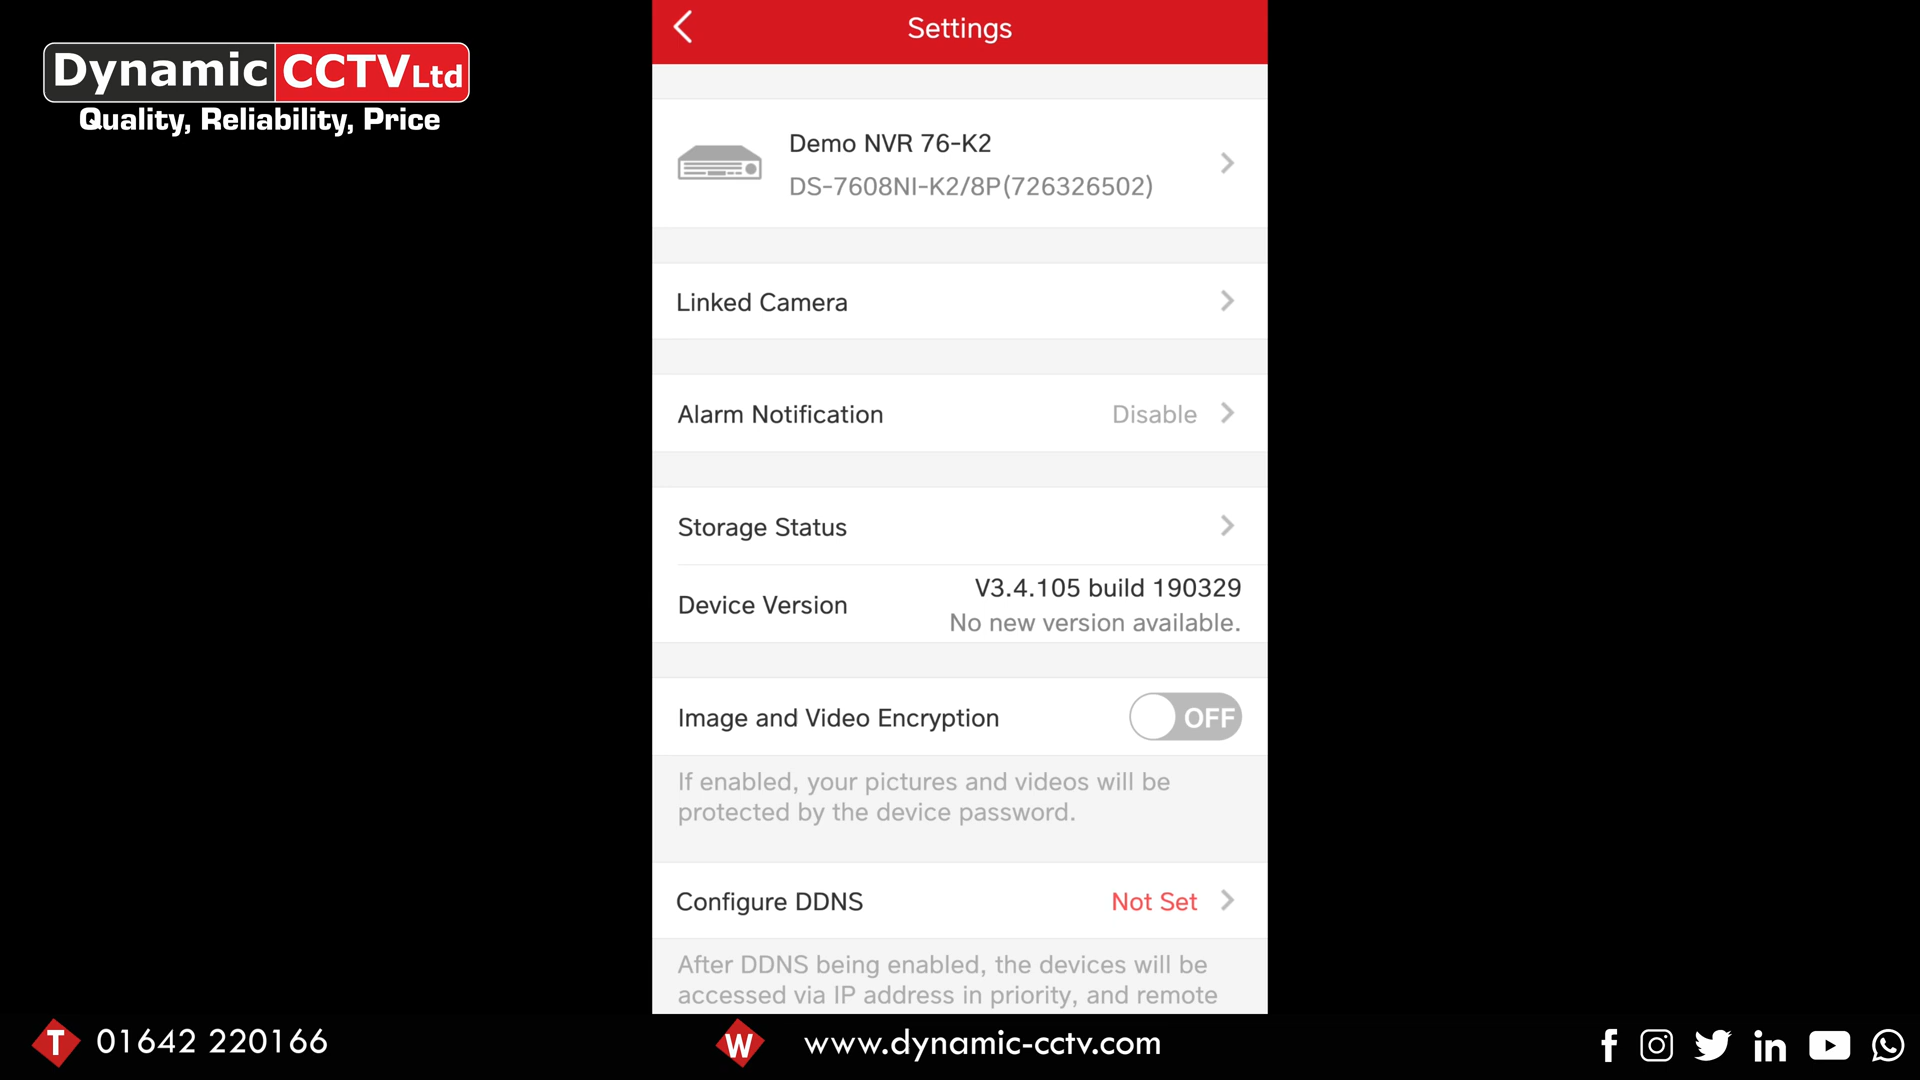 Dynamic CCTV Ltd
Quality, Reliability, Price
Settings
Demo NVR 76-K2
DS-7608NI-K2/8P(726326502)
Linked Camera
Alarm Notification Disable
Storage Status
Device Version V3.4.105 build 190329
No new version available.
Image and Video Encryption OFF
If enabled, your pictures and videos will be
protected by the device password.
Configure DDNS Not Set
After DDNS being enabled, the devices will be
accessed via IP address in priority, and remote
T 01642 220166
W www.dynamic-cctv.com